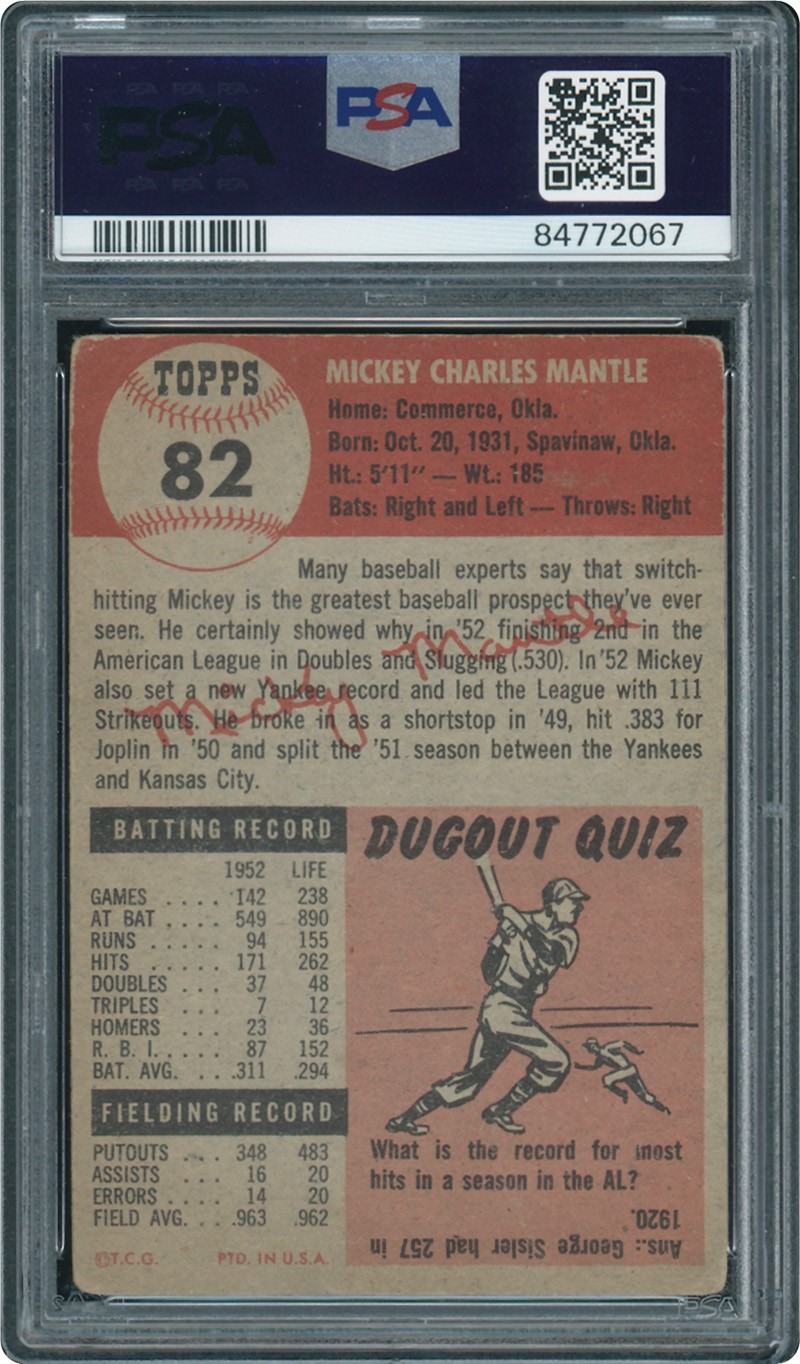 PSA PSA PSA
PSA
PSA PSA PSA
PSA
84772067
TOPPS
82
MICKEY CHARLES MANTLE
Home: Commerce, Okla.
Born: Oct. 20, 1931, Spavinaw, Okla.
Ht.: 5'11" — Wt.: 185
Bats: Right and Left — Throws: Right
Many baseball experts say that switch-
hitting Mickey is the greatest baseball prospect they've ever
seen. He certainly showed why in '52 finishing 2nd in the
American League in Doubles and Slugging (.530). In '52 Mickey
also set a new Yankee record and led the League with 111
Strikeouts. He broke in as a shortstop in '49, hit .383 for
Joplin in '50 and split the '51 season between the Yankees
and Kansas City.
Mickey Mantle
BATTING RECORD
1952 LIFE
GAMES .... 142 238
AT BAT .... 549 890
RUNS ..... 94 155
HITS ..... 171 262
DOUBLES ... 37 48
TRIPLES ... 7 12
HOMERS ... 23 36
R. B. I. .... 87 152
BAT. AVG. ... .311 .294
FIELDING RECORD
PUTOUTS ... 348 483
ASSISTS .... 16 20
ERRORS .... 14 20
FIELD AVG. ... .963 .962
©T.C.G. PTD. IN U.S.A.
DUGOUT QUIZ
What is the record for most
hits in a season in the AL?
Ans.: George Sisler had 257 in
1920.
PSA